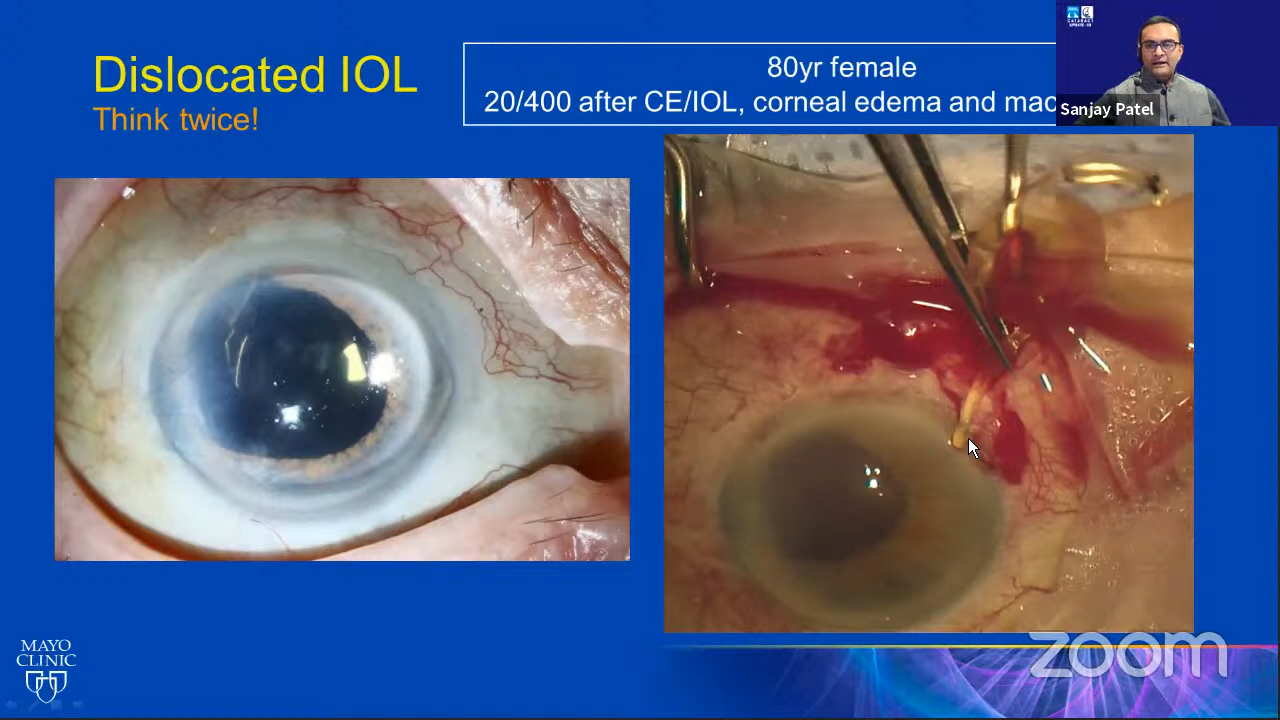 Dislocated IOL
Think twice!
80yr female
20/400 after CE/IOL, corneal edema and mac
CATARACT
Sanjay Patel
MAYO
CLINIC
zoom